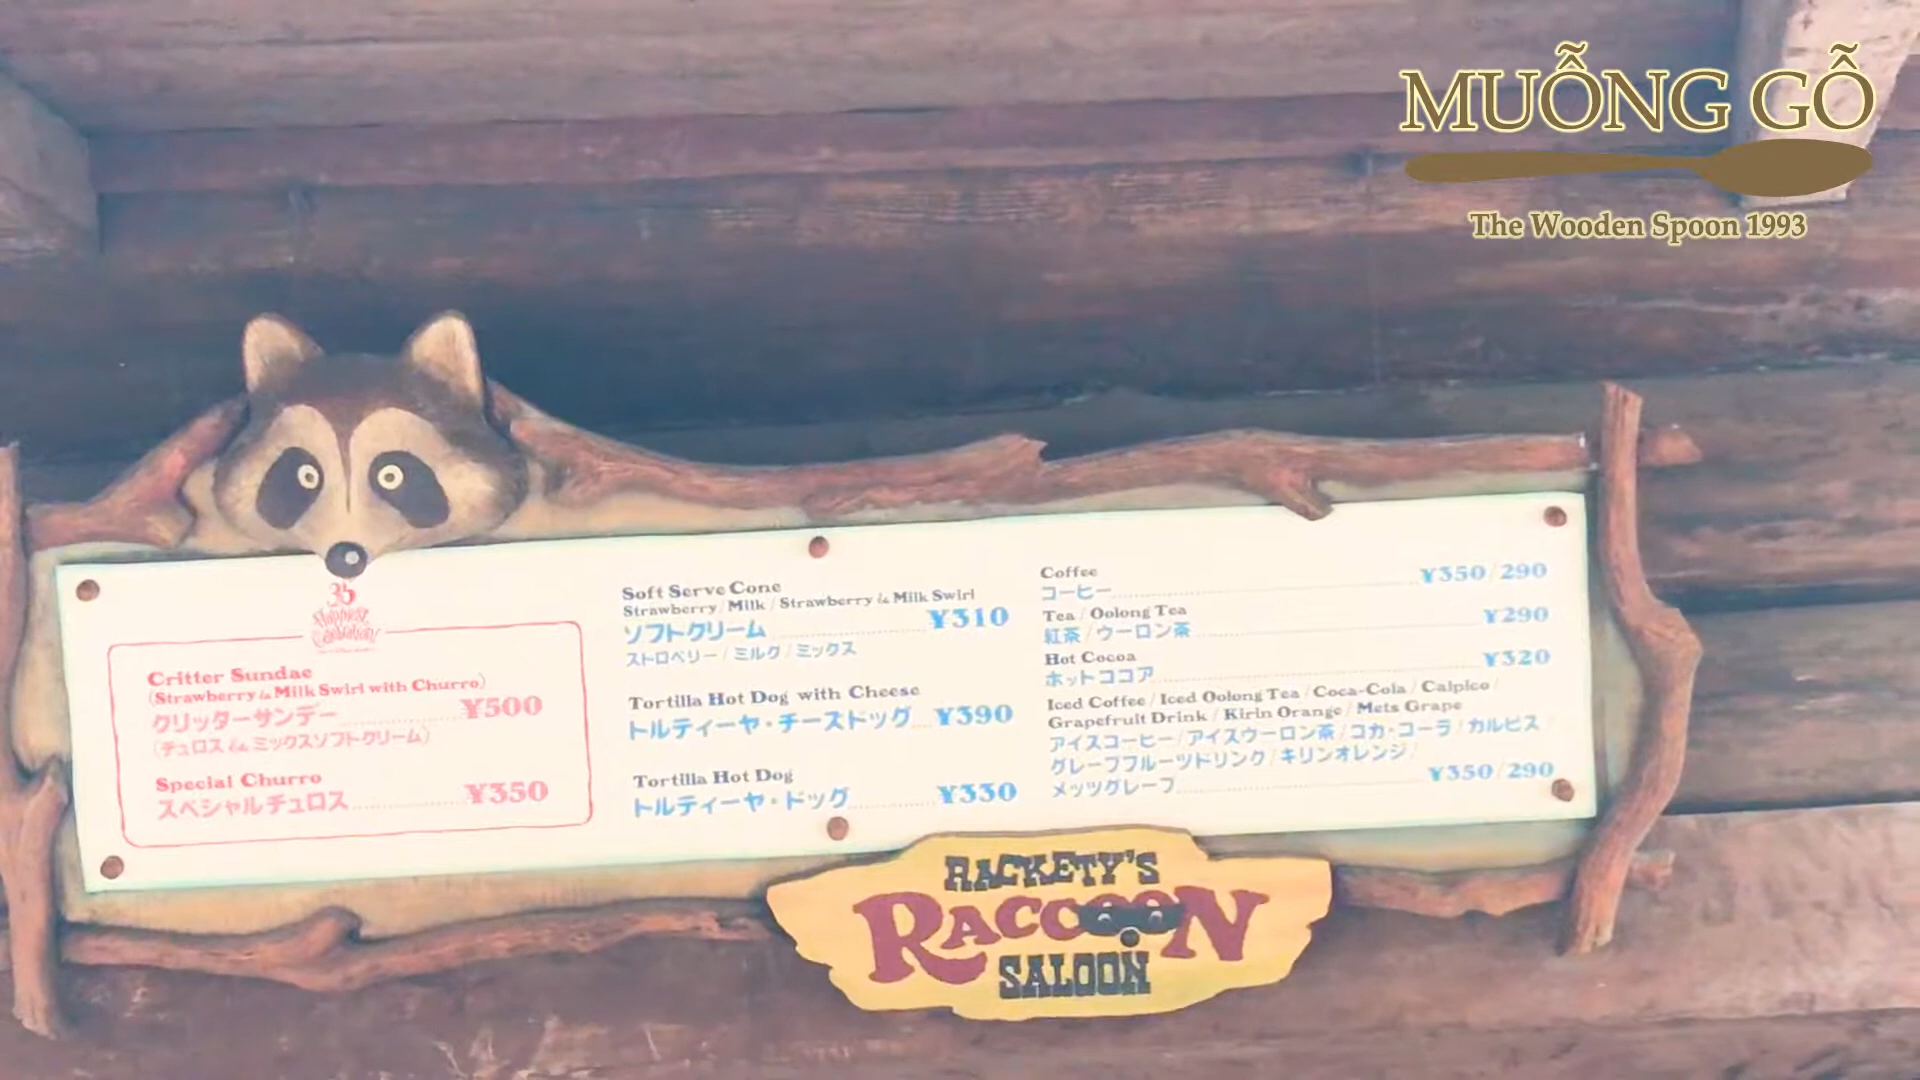 MUỖNG GỖ
The Wooden Spoon 1993
35
Happiest
Celebration!
Critter Sundae
(Strawberry & Milk Swirl with Churro)
クリッターサンデー ¥500
(チュロス & ミックスソフトクリーム)
Special Churro
スペシャルチュロス ¥350
Soft Serve Cone
Strawberry / Milk / Strawberry & Milk Swirl
ソフトクリーム ¥310
ストロベリー / ミルク / ミックス
Tortilla Hot Dog with Cheese
トルティーヤ・チーズドッグ ¥390
Tortilla Hot Dog
トルティーヤ・ドッグ ¥330
Coffee ¥350 / 290
コーヒー
Tea / Oolong Tea ¥290
紅茶 / ウーロン茶
Hot Cocoa ¥320
ホットココア
Iced Coffee / Iced Oolong Tea / Coca-Cola / Calpico /
Grapefruit Drink / Kirin Orange / Mets Grape
アイスコーヒー / アイスウーロン茶 / コカ・コーラ / カルピス
グレープフルーツドリンク / キリンオレンジ /
メッツグレープ ¥350 / 290
RACKETY'S
RACCOON
SALOON